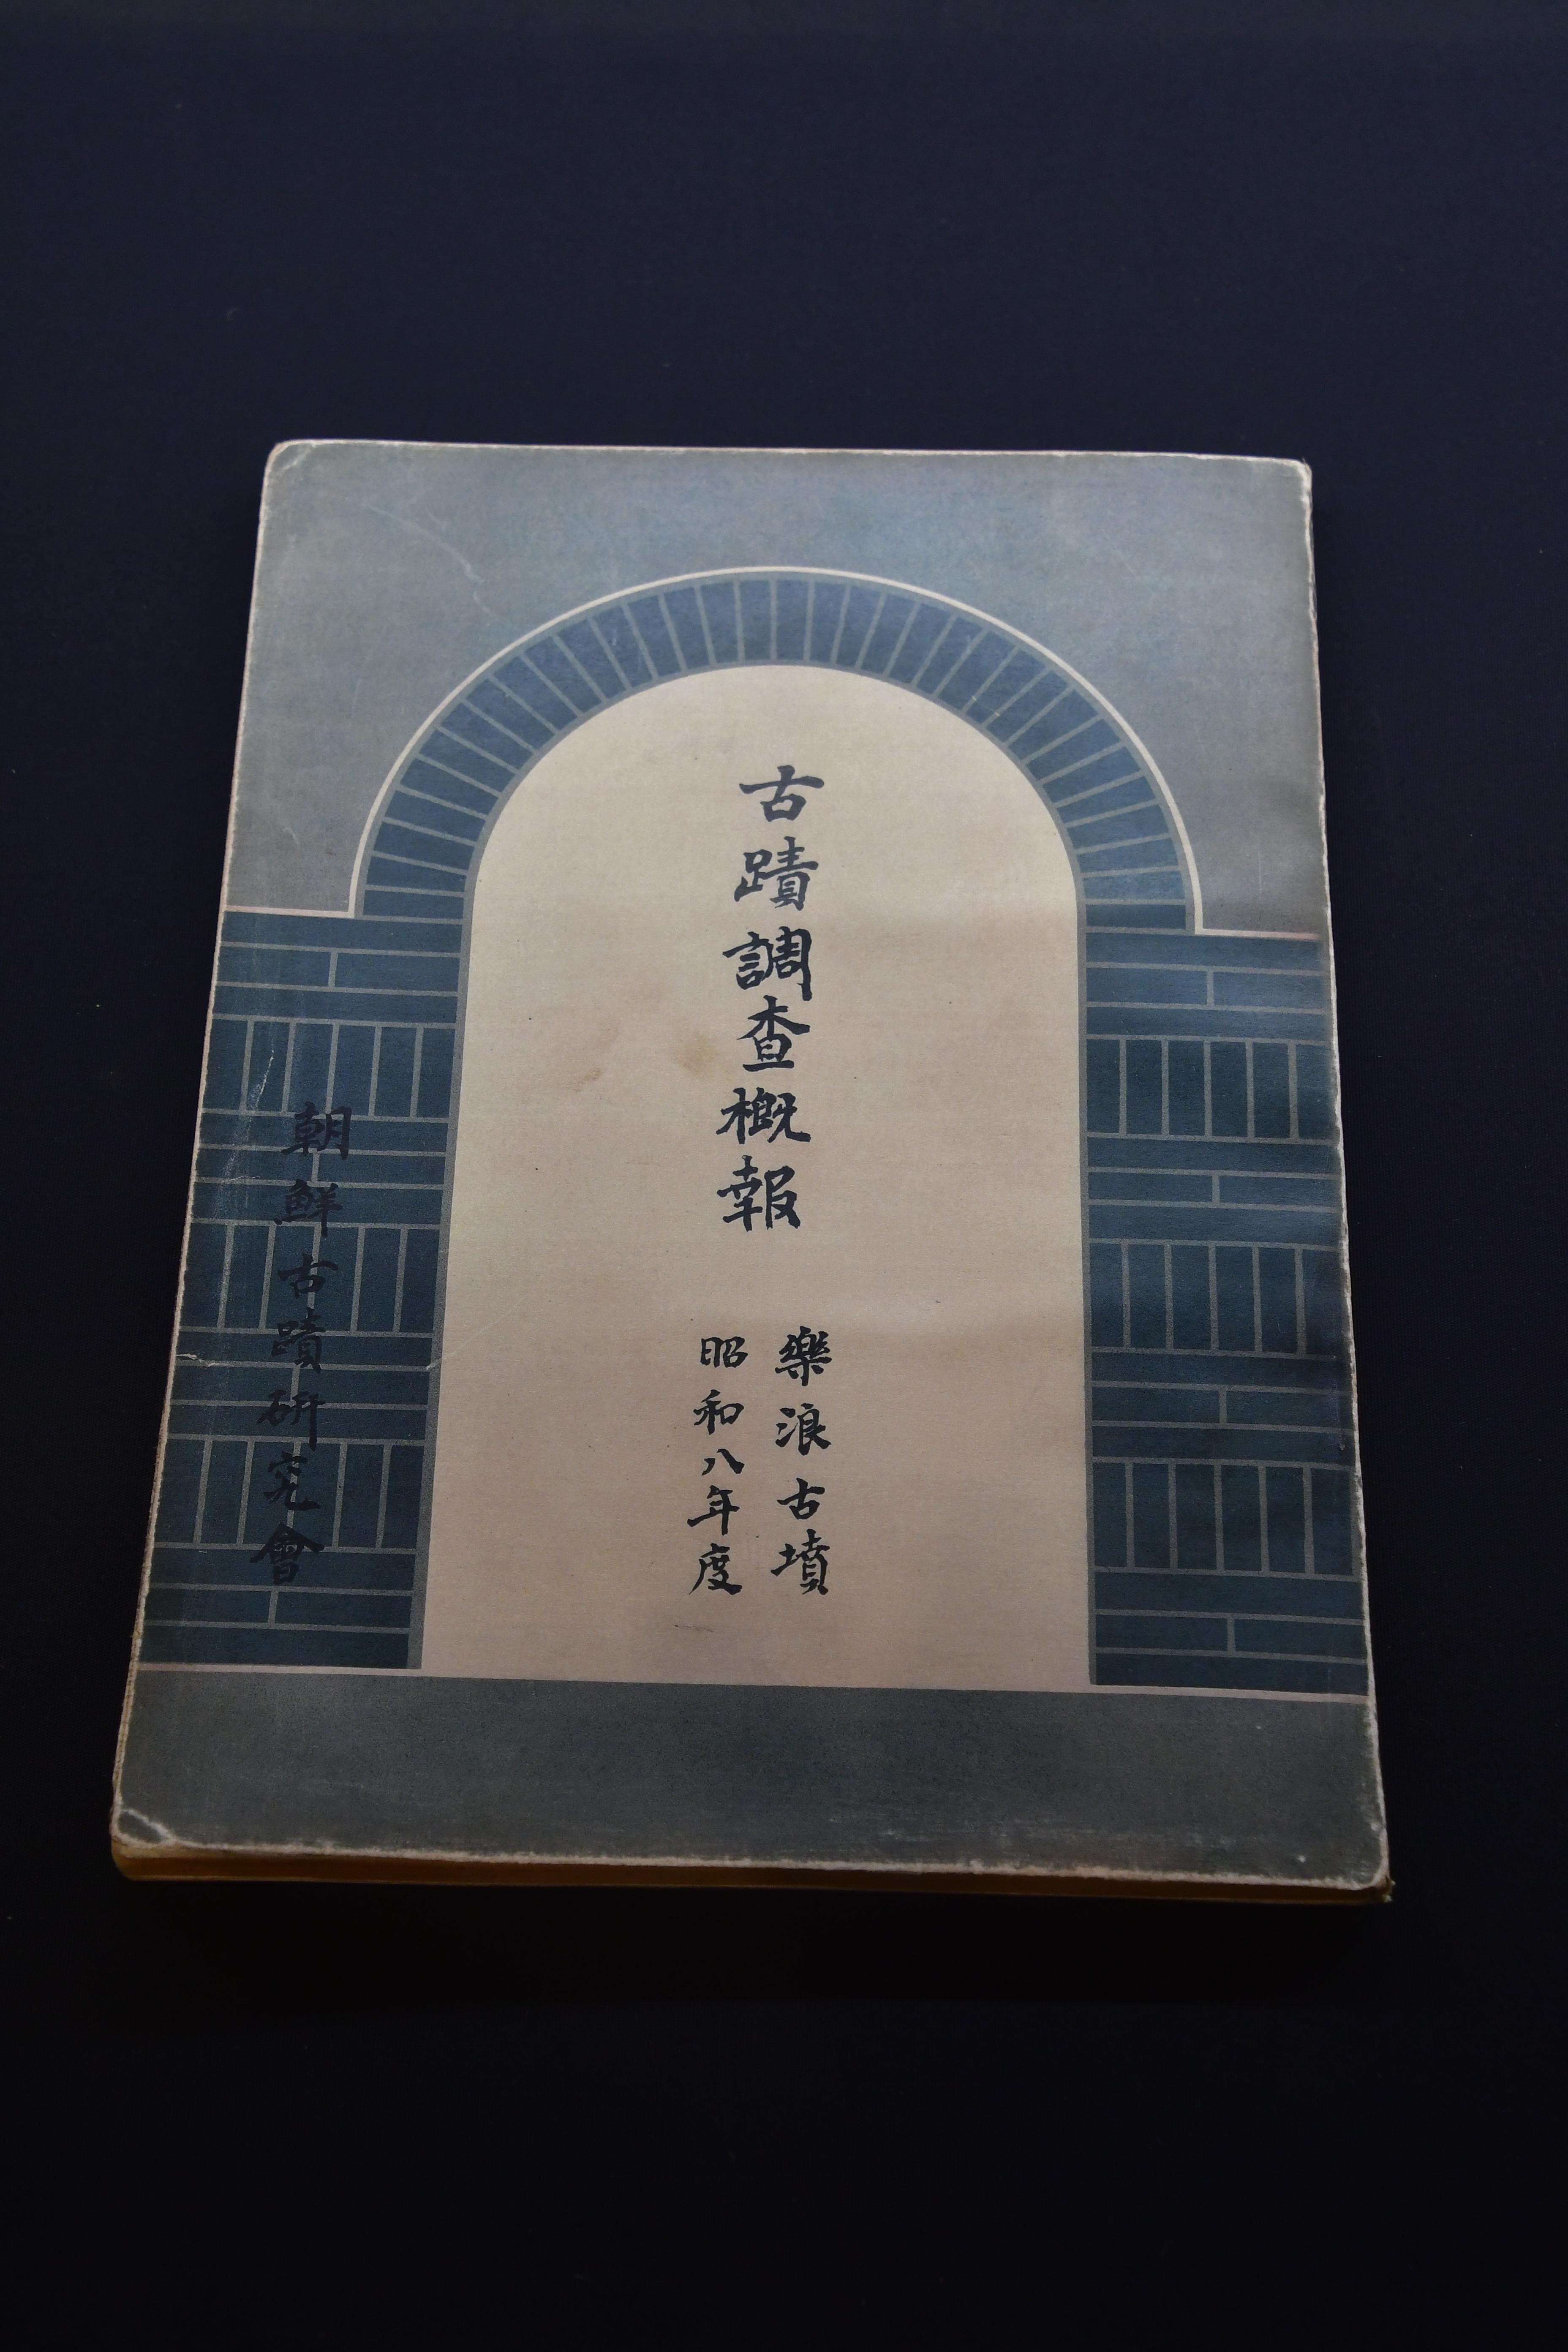 古蹟調査概報
樂浪古墳
昭和八年度
朝鮮古蹟研究會